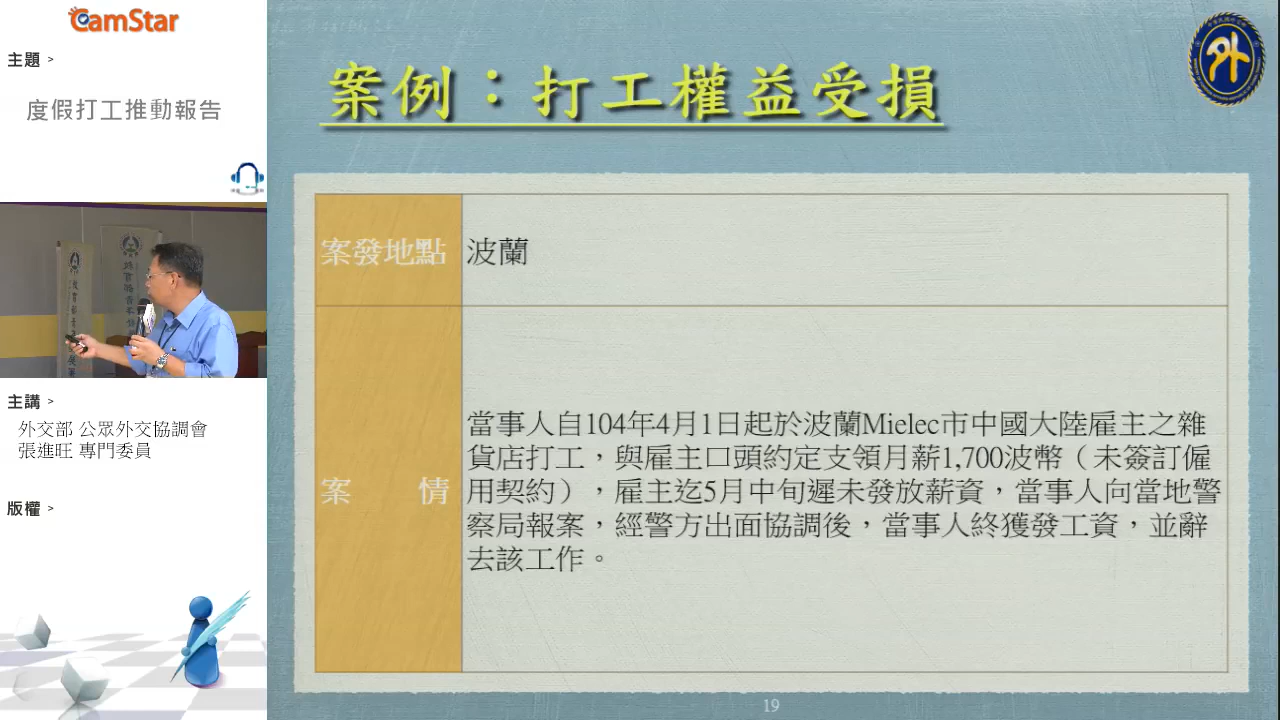 CamStar
主題 >
度假打工推動報告
主講 >
外交部 公眾外交協調會
張進旺 專門委員
版權 >
案例：打工權益受損
外
案發地點
波蘭
案 情
當事人自104年4月1日起於波蘭Mielec市中國大陸雇主之雜
貨店打工，與雇主口頭約定支領月薪1,700波幣（未簽訂僱
用契約），雇主迄5月中旬遲未發放薪資，當事人向當地警
察局報案，經警方出面協調後，當事人終獲發工資，並辭
去該工作。
19